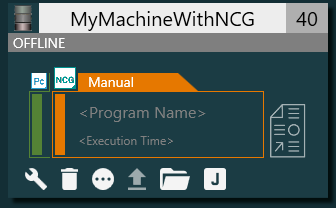 MyMachineWithNCG 40
OFFLINE
Pc NCG Manual
<Program Name>
<Execution Time>
J